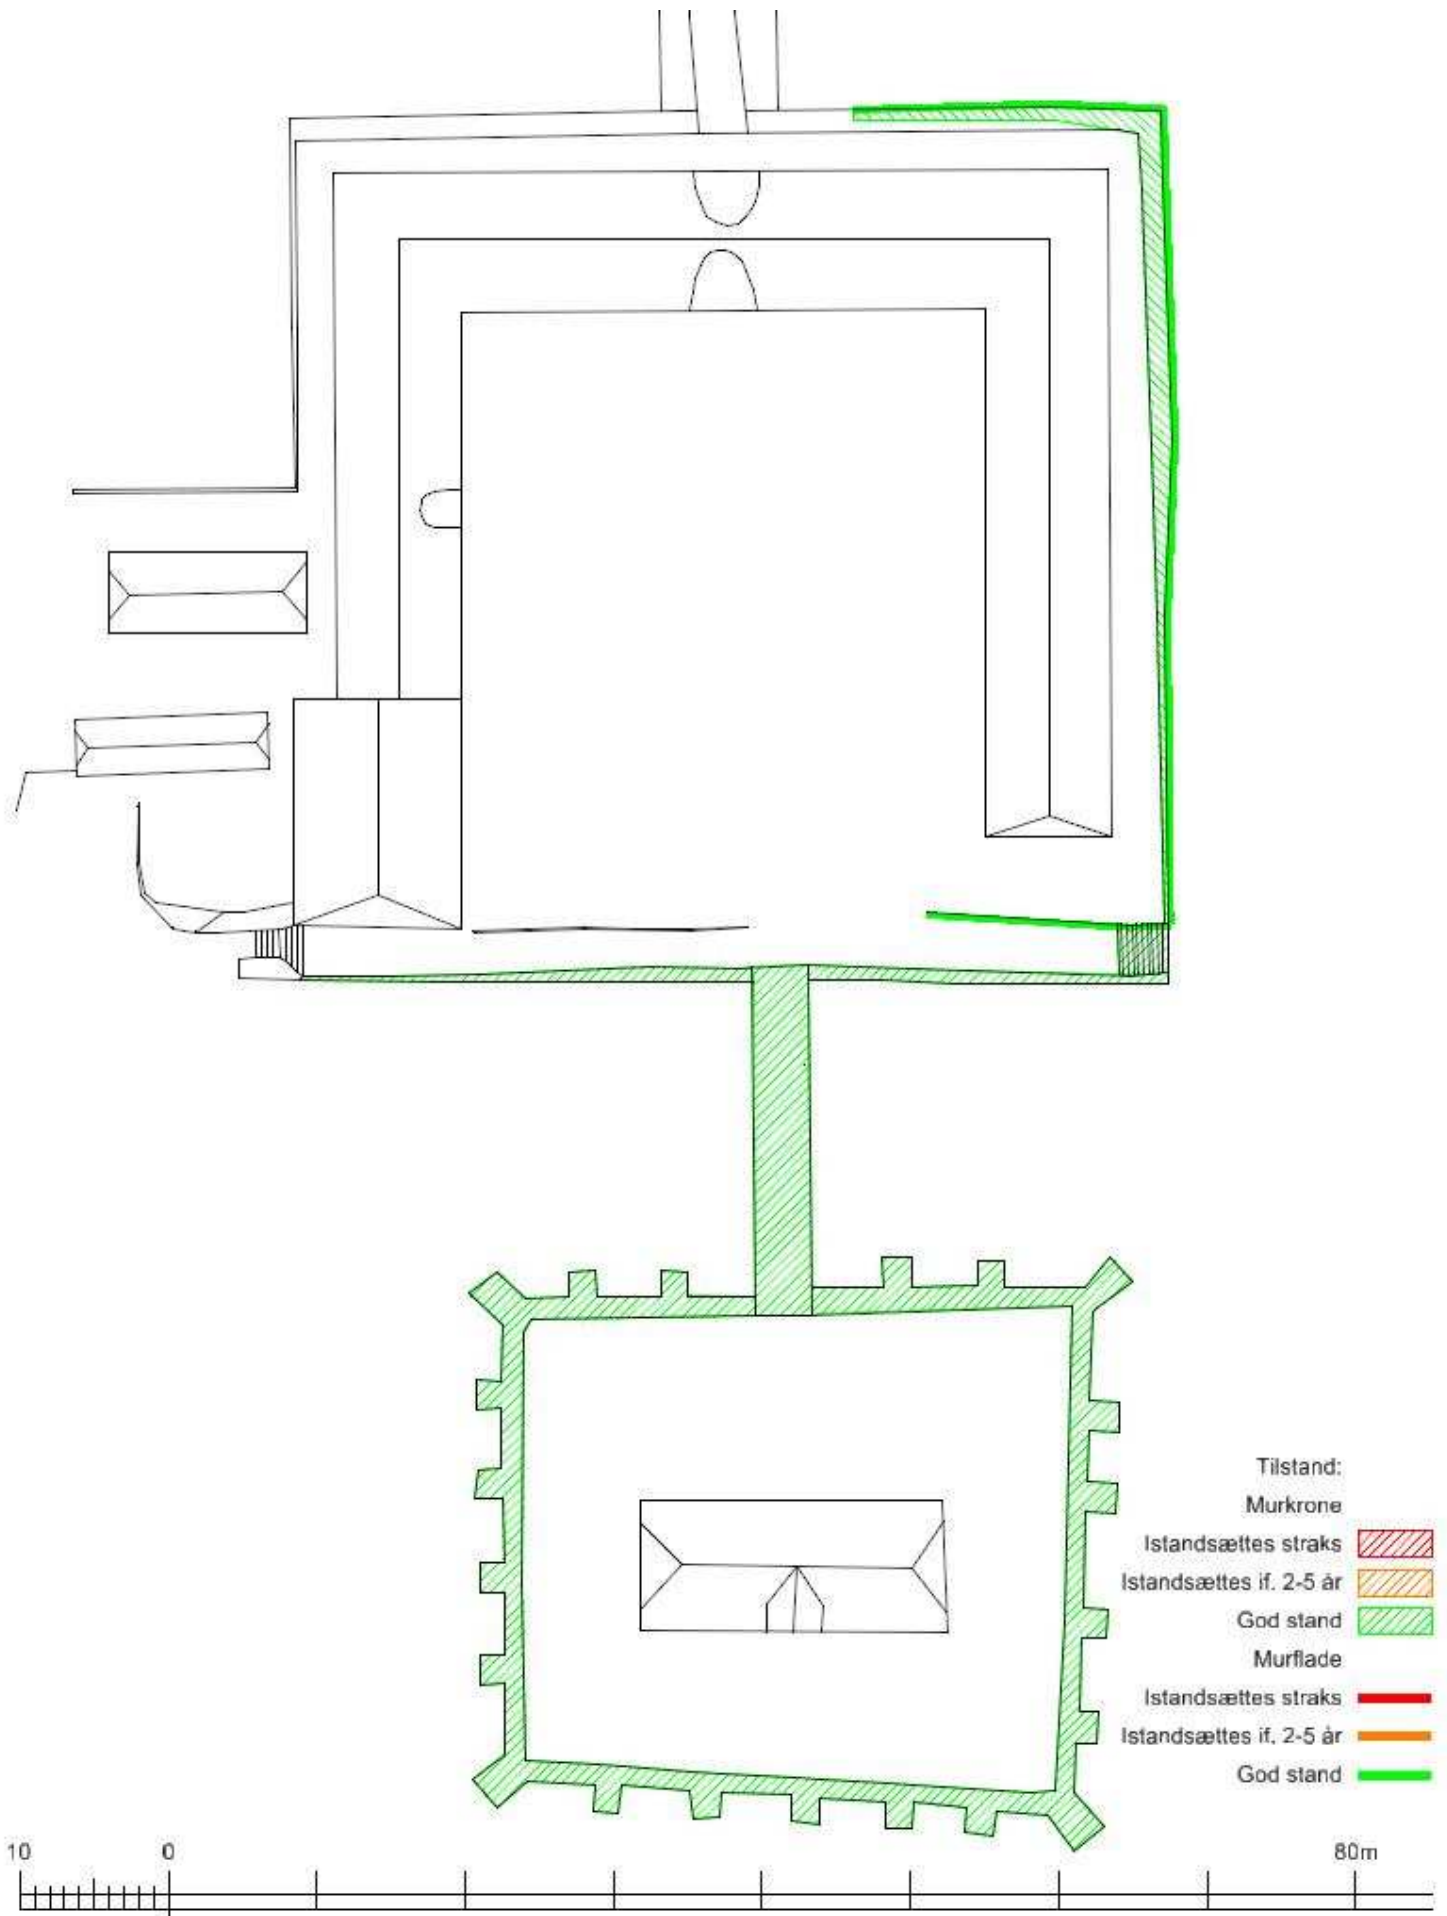 Tilstand:
Murkrone
Istandsættes straks
Istandsættes if. 2-5 år
God stand
Murflade
Istandsættes straks
Istandsættes if. 2-5 år
God stand
10 0 80m